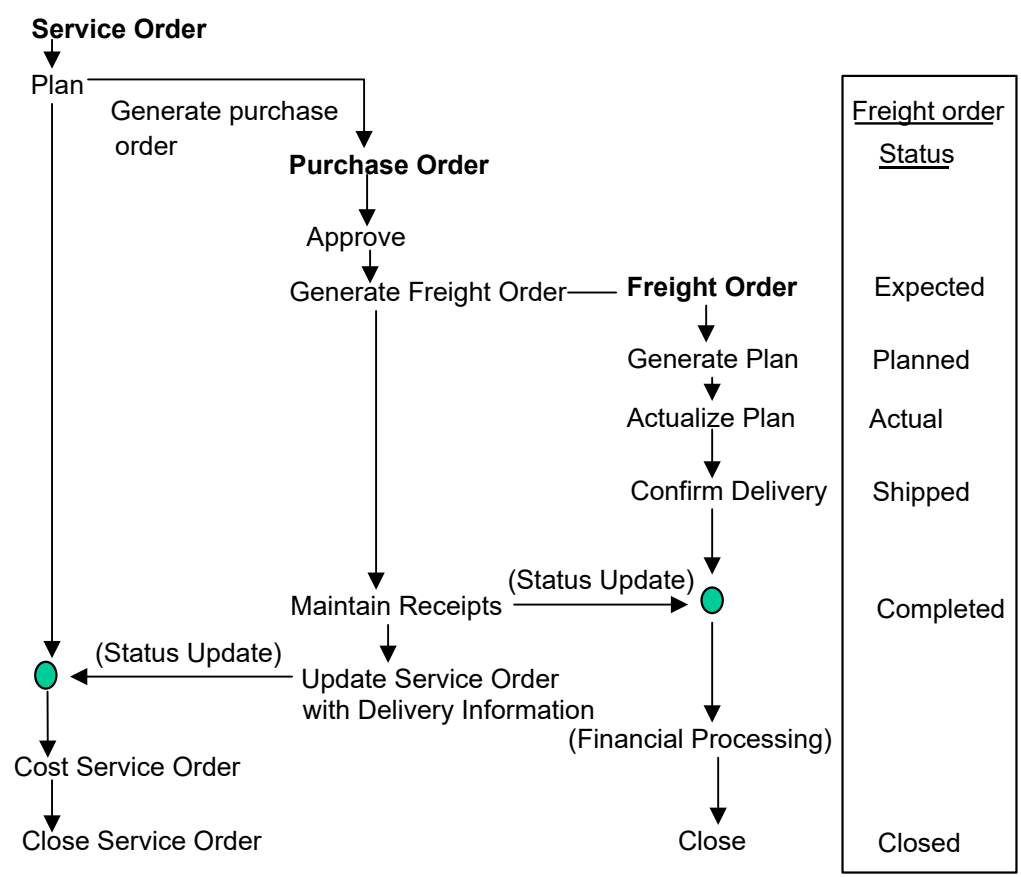 Service Order
Plan
Generate purchase
order
Freight order
Status
Purchase Order
Approve
Generate Freight Order
Freight Order
Expected
Generate Plan
Planned
Actualize Plan
Actual
Confirm Delivery
Shipped
(Status Update)
Maintain Receipts
Completed
(Status Update)
Update Service Order
with Delivery Information
(Financial Processing)
Cost Service Order
Close Service Order
Close
Closed